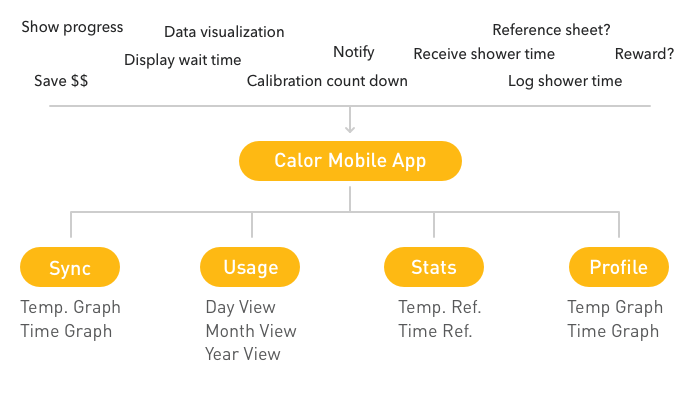 Show progress
Data visualization
Reference sheet?
Display wait time
Notify
Receive shower time
Reward?
Save $$
Calibration count down
Log shower time
Calor Mobile App
Sync
Usage
Stats
Profile
Temp. Graph
Time Graph
Day View
Month View
Year View
Temp. Ref.
Time Ref.
Temp Graph
Time Graph